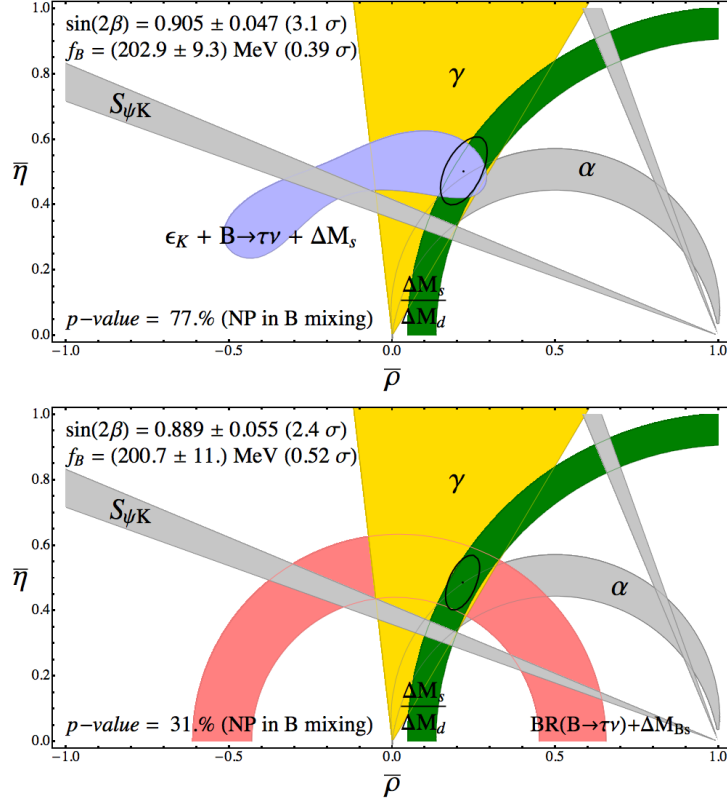 sin(2β) = 0.905 ± 0.047 (3.1 σ)
f_B = (202.9 ± 9.3) MeV (0.39 σ)
S_ψK
γ
α
ϵ_K + B→τν + ΔM_s
ΔM_s
ΔM_d
p-value = 77.% (NP in B mixing)
η̄
1.0
0.8
0.6
0.4
0.2
0.0
−1.0 −0.5 0.0 0.5 1.0
ρ̄
sin(2β) = 0.889 ± 0.055 (2.4 σ)
f_B = (200.7 ± 11.) MeV (0.52 σ)
S_ψK
γ
α
ΔM_s
ΔM_d
p-value = 31.% (NP in B mixing)
BR(B→τν)+ΔM_Bs
η̄
1.0
0.8
0.6
0.4
0.2
0.0
−1.0 −0.5 0.0 0.5 1.0
ρ̄